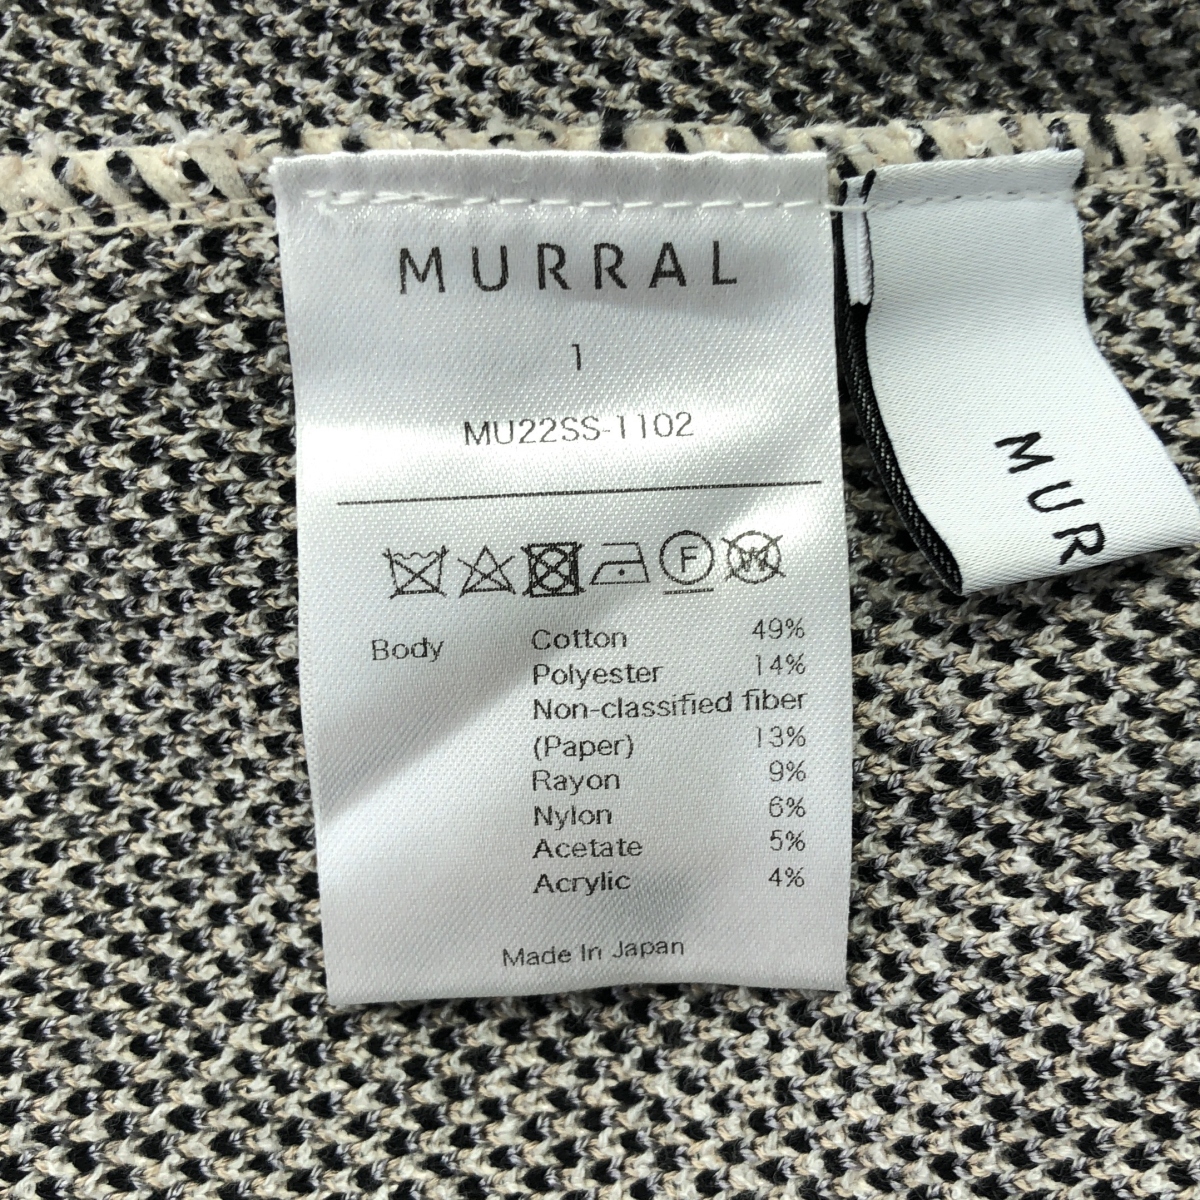 MURRAL
1
MU22SS-1102
F W
Body Cotton 49%
Polyester 14%
Non-classified fiber
(Paper) 13%
Rayon 9%
Nylon 6%
Acetate 5%
Acrylic 4%
Made In Japan
MUR